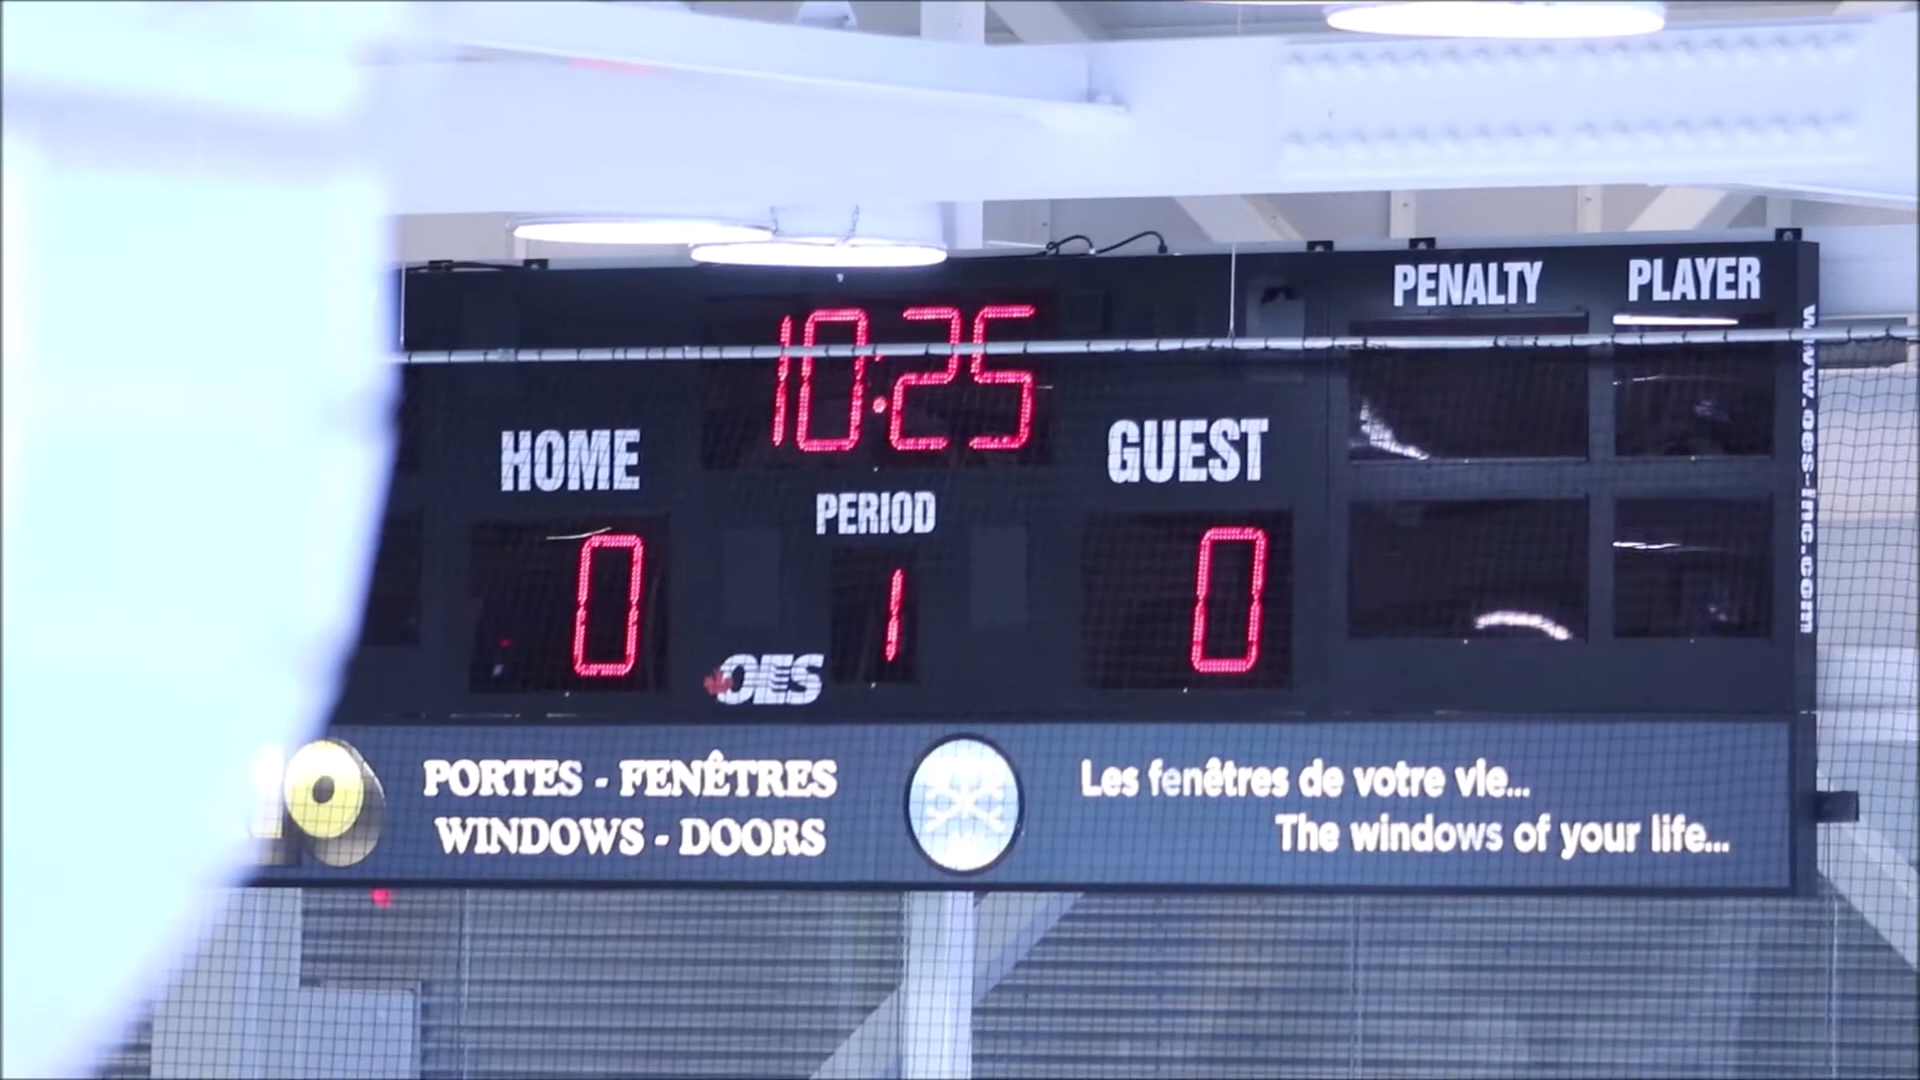 PENALTY PLAYER
10:25
HOME GUEST
PERIOD
0 1 0
OES
www.oes-inc.com
PORTES - FENÊTRES
WINDOWS - DOORS
Les fenêtres de votre vie...
The windows of your life...